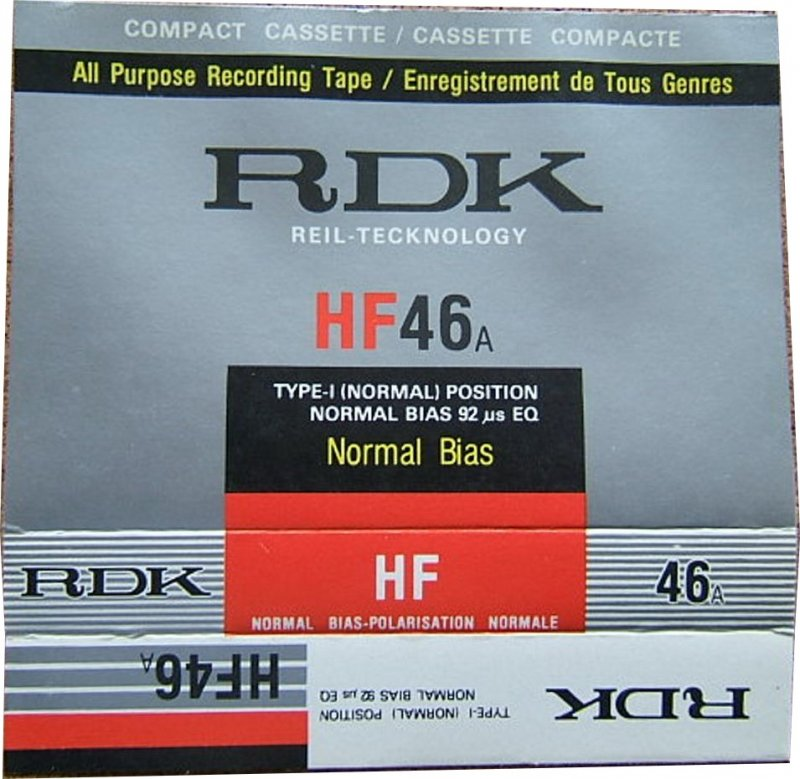 COMPACT CASSETTE / CASSETTE COMPACTE
All Purpose Recording Tape / Enregistrement de Tous Genres
RDK
REIL-TECKNOLOGY
HF46A
TYPE-I (NORMAL) POSITION
NORMAL BIAS 92 µs EQ
Normal Bias
RDK
HF
46A
NORMAL BIAS-POLARISATION NORMALE
RDK
TYPE-I (NORMAL) POSITION
NORMAL BIAS 92 µs EQ
HF46A